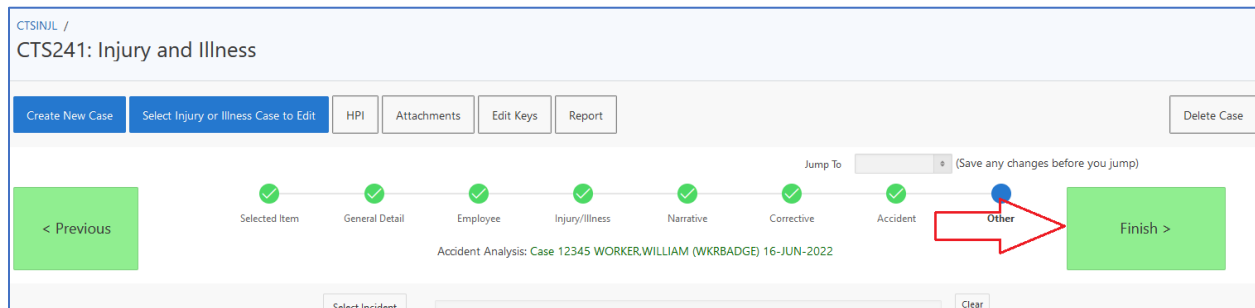 CTSINJL /
CTS241: Injury and Illness
Create New Case Select Injury or Illness Case to Edit HPI Attachments Edit Keys Report Delete Case
Jump To (Save any changes before you jump)
< Previous
Selected Item General Detail Employee Injury/Illness Narrative Corrective Accident Other
Finish >
Accident Analysis: Case 12345 WORKER,WILLIAM (WKRBADGE) 16-JUN-2022
Select Incident Clear